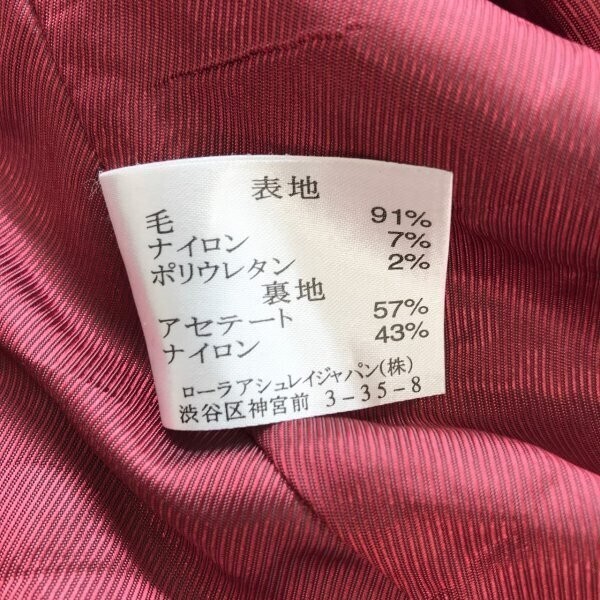 表地
毛 91%
ナイロン 7%
ポリウレタン 2%
裏地
アセテート 57%
ナイロン 43%
ローラアシュレイジャパン(株)
渋谷区神宮前 3-35-8